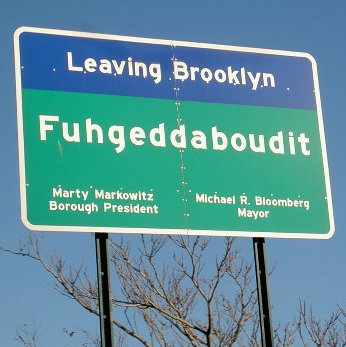 Leaving Brooklyn
Fuhgeddaboudit
Marty Markowitz
Borough President
Michael R. Bloomberg
Mayor